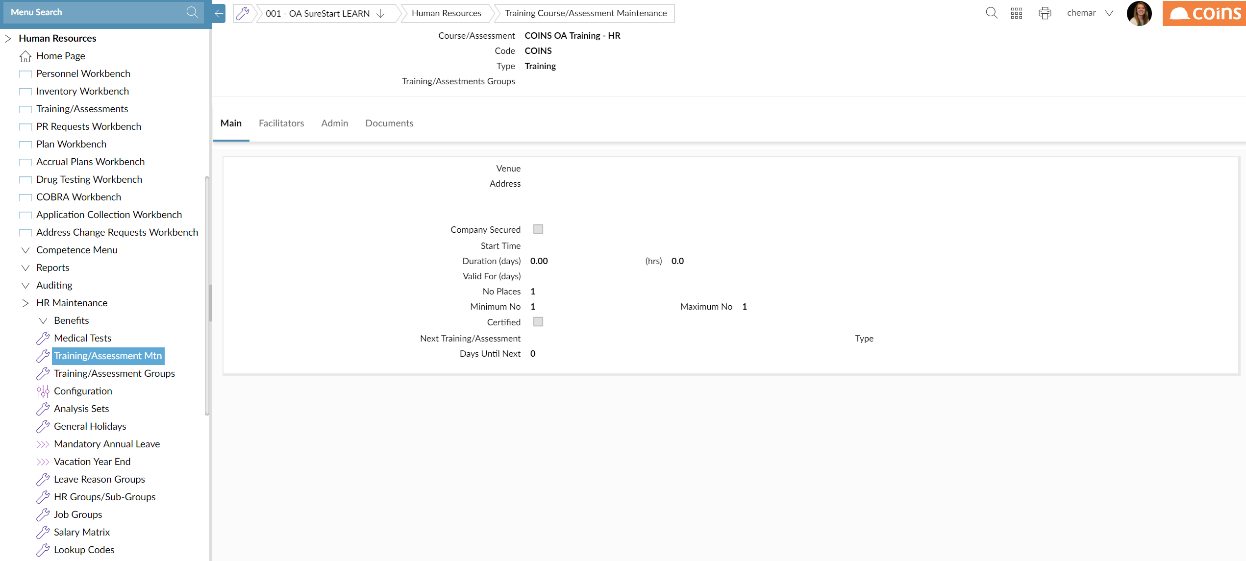 Menu Search
001 OA SureStart LEARN
Human Resources
Training Course/Assessment Maintenance
chemar
COINS
Human Resources
Home Page
Personnel Workbench
Inventory Workbench
Training/Assessments
PR Requests Workbench
Plan Workbench
Accrual Plans Workbench
Drug Testing Workbench
COBRA Workbench
Application Collection Workbench
Address Change Requests Workbench
Competence Menu
Reports
Auditing
HR Maintenance
Benefits
Medical Tests
Training/Assessment Mtn
Training/Assessment Groups
Configuration
Analysis Sets
General Holidays
Mandatory Annual Leave
Vacation Year End
Leave Reason Groups
HR Groups/Sub-Groups
Job Groups
Salary Matrix
Lookup Codes
Course/Assessment COINS OA Training - HR
Code COINS
Type Training
Training/Assestments Groups
Main Facilitators Admin Documents
Venue
Address
Company Secured
Start Time
Duration (days) 0.00 (hrs) 0.0
Valid For (days)
No Places 1
Minimum No 1 Maximum No 1
Certified
Next Training/Assessment Type
Days Until Next 0